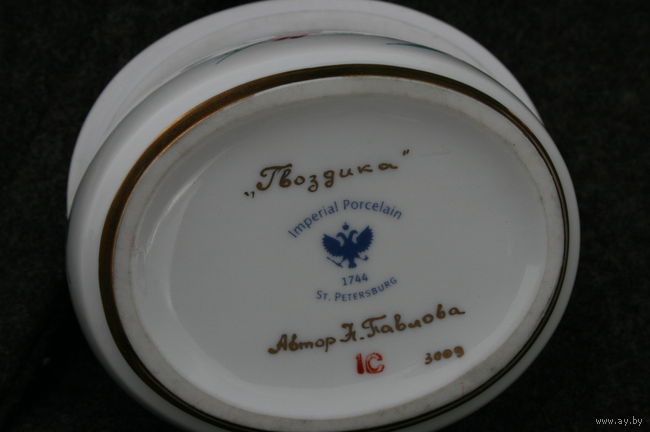 „Гвоздика"
Imperial Porcelain
1744
St. Petersburg
Автор Н. Павлова
1С
3009
www.ay.by